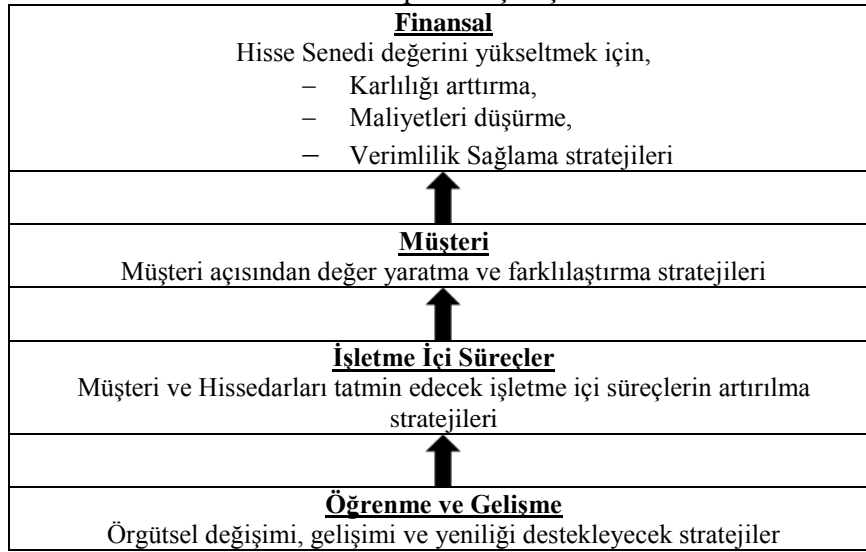 Finansal
Hisse Senedi değerini yükseltmek için,
– Karlılığı arttırma,
– Maliyetleri düşürme,
– Verimlilik Sağlama stratejileri
Müşteri
Müşteri açısından değer yaratma ve farklılaştırma stratejileri
İşletme İçi Süreçler
Müşteri ve Hissedarları tatmin edecek işletme içi süreçlerin artırılma
stratejileri
Öğrenme ve Gelişme
Örgütsel değişimi, gelişimi ve yeniliği destekleyecek stratejiler